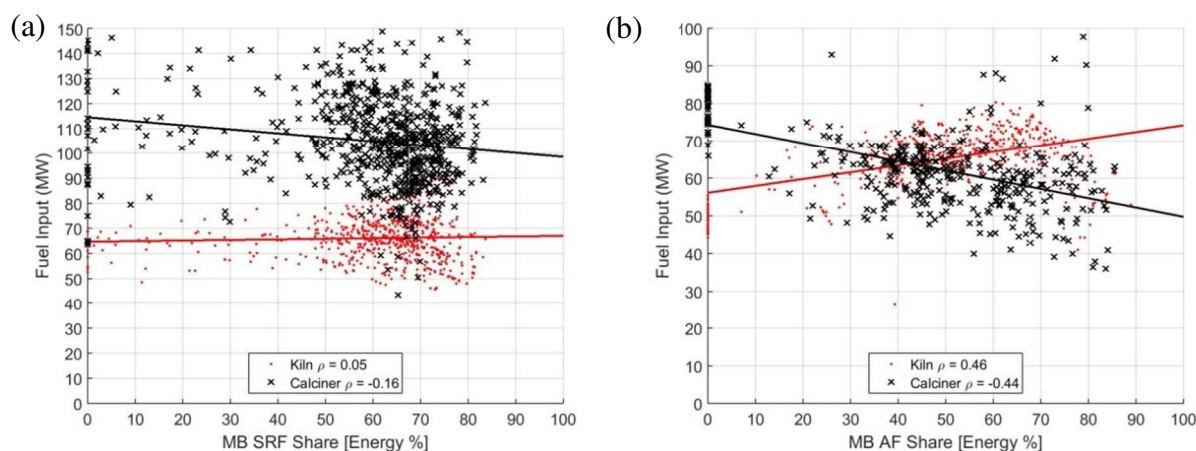 (a)
Fuel Input (MW)
150
140
130
120
110
100
90
80
70
60
50
40
30
20
10
0
0 10 20 30 40 50 60 70 80 90 100
MB SRF Share [Energy %]
Kiln ρ = 0.05
Calciner ρ = -0.16
(b)
Fuel Input (MW)
100
90
80
70
60
50
40
30
20
10
0
0 10 20 30 40 50 60 70 80 90 100
MB AF Share [Energy %]
Kiln ρ = 0.46
Calciner ρ = -0.44